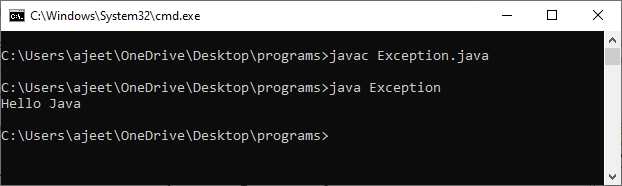 C:\Windows\System32\cmd.exe
C:\Users\ajeet\OneDrive\Desktop\programs>javac Exception.java
C:\Users\ajeet\OneDrive\Desktop\programs>java Exception
Hello Java
C:\Users\ajeet\OneDrive\Desktop\programs>